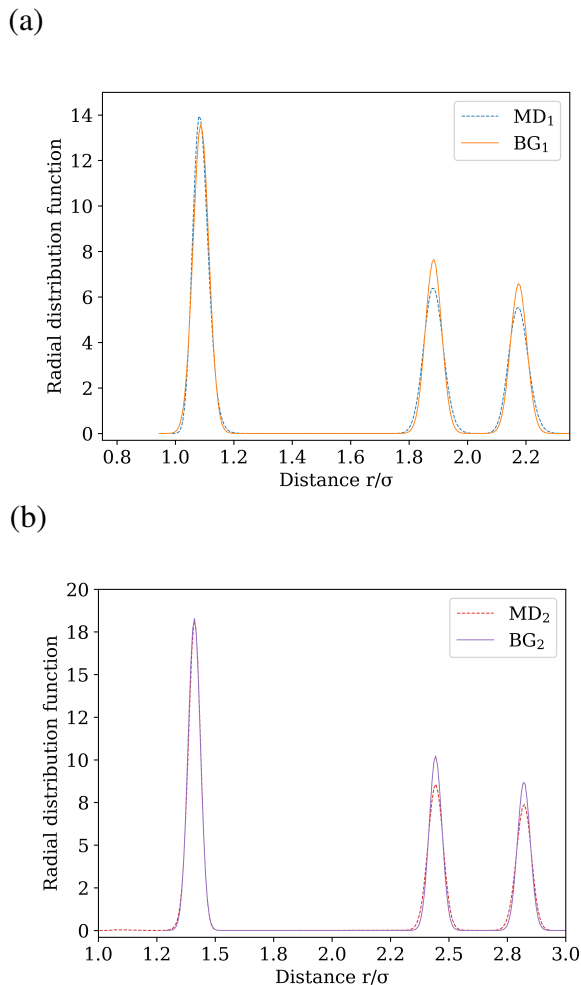 (a)
14
12
10
8
6
4
2
0
Radial distribution function
MD₁
BG₁
0.8 1.0 1.2 1.4 1.6 1.8 2.0 2.2
Distance r/σ
(b)
20
18
15
12
10
8
5
2
0
Radial distribution function
MD₂
BG₂
1.0 1.2 1.5 1.8 2.0 2.2 2.5 2.8 3.0
Distance r/σ